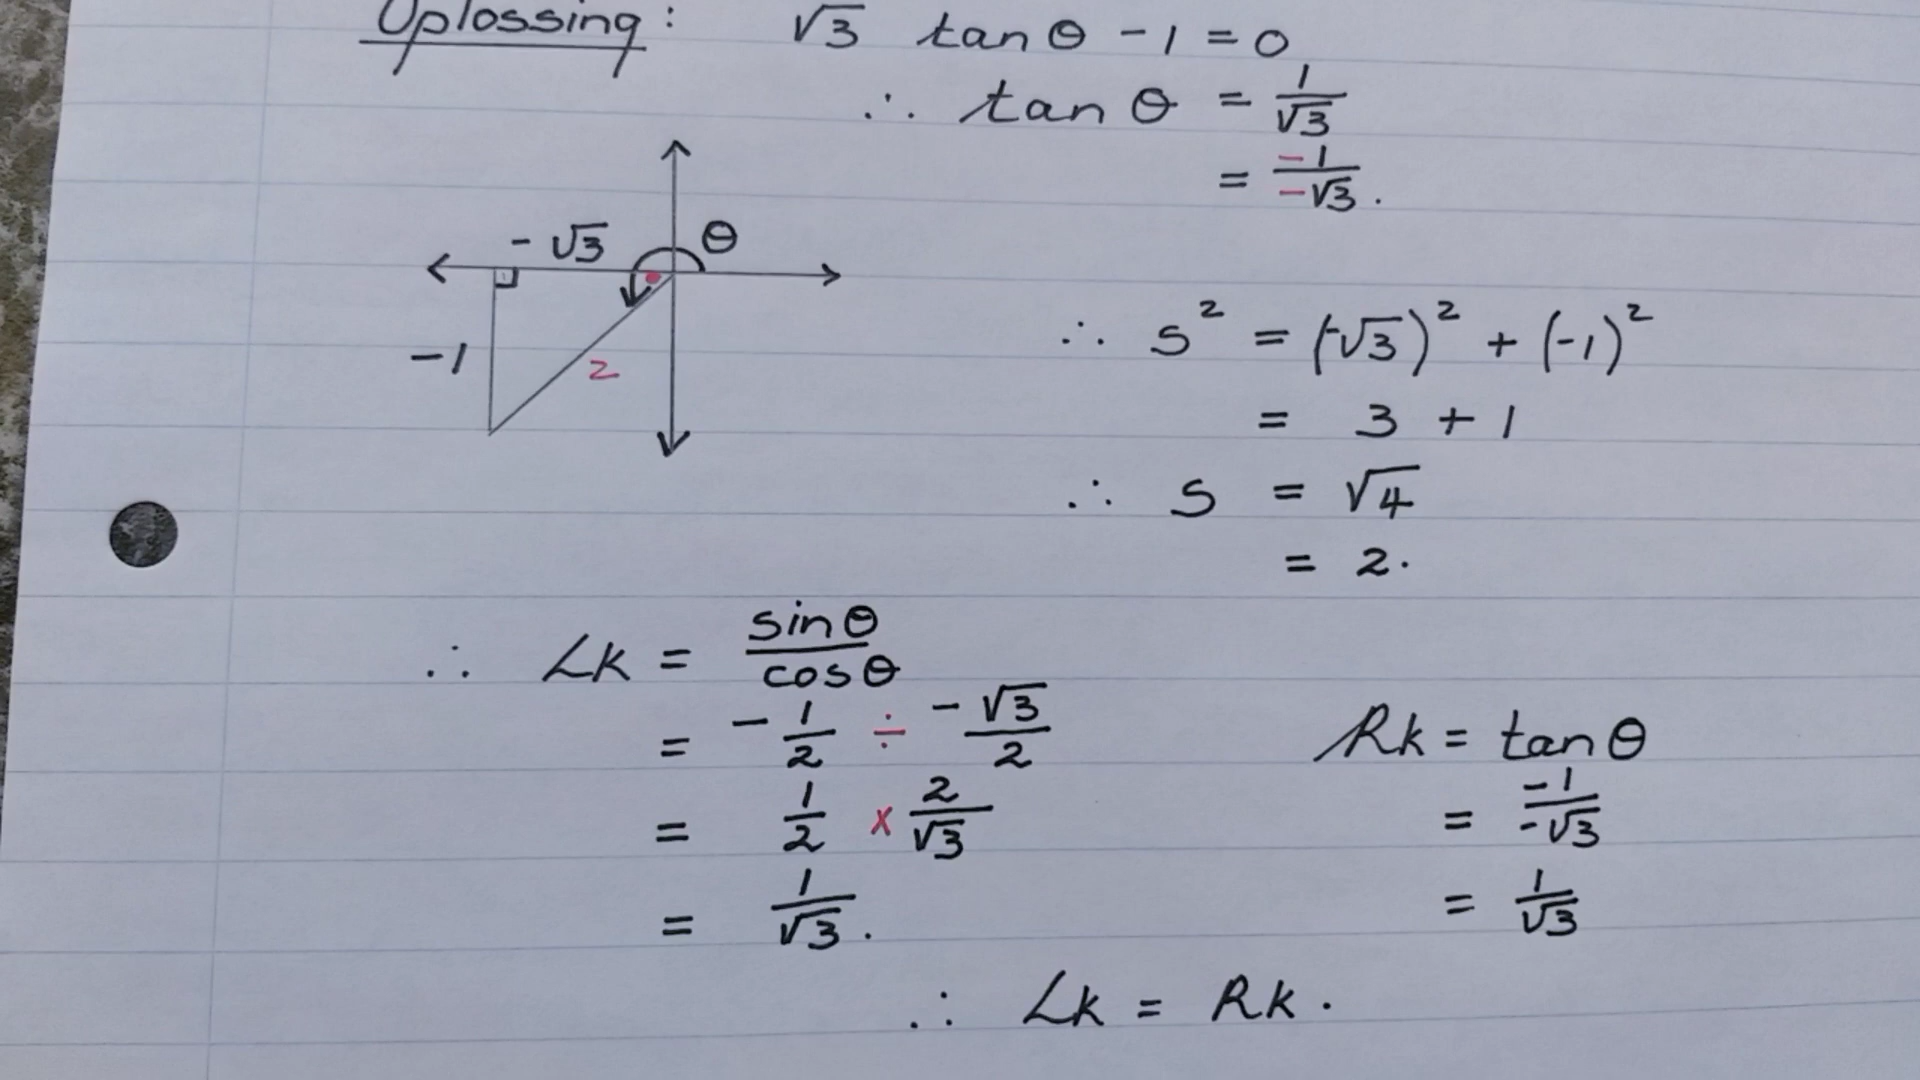 Oplossing: √3 tan θ - 1 = 0
∴ tan θ = 1/√3
= -1/-√3.
-√3 θ
-1
2
∴ s² = (-√3)² + (-1)²
= 3 + 1
∴ s = √4
= 2.
∴ LK = sin θ/cos θ
= -1/2 ÷ -√3/2
= 1/2 × 2/√3
= 1/√3.
RK = tan θ
= -1/-√3
= 1/√3
∴ LK = RK.